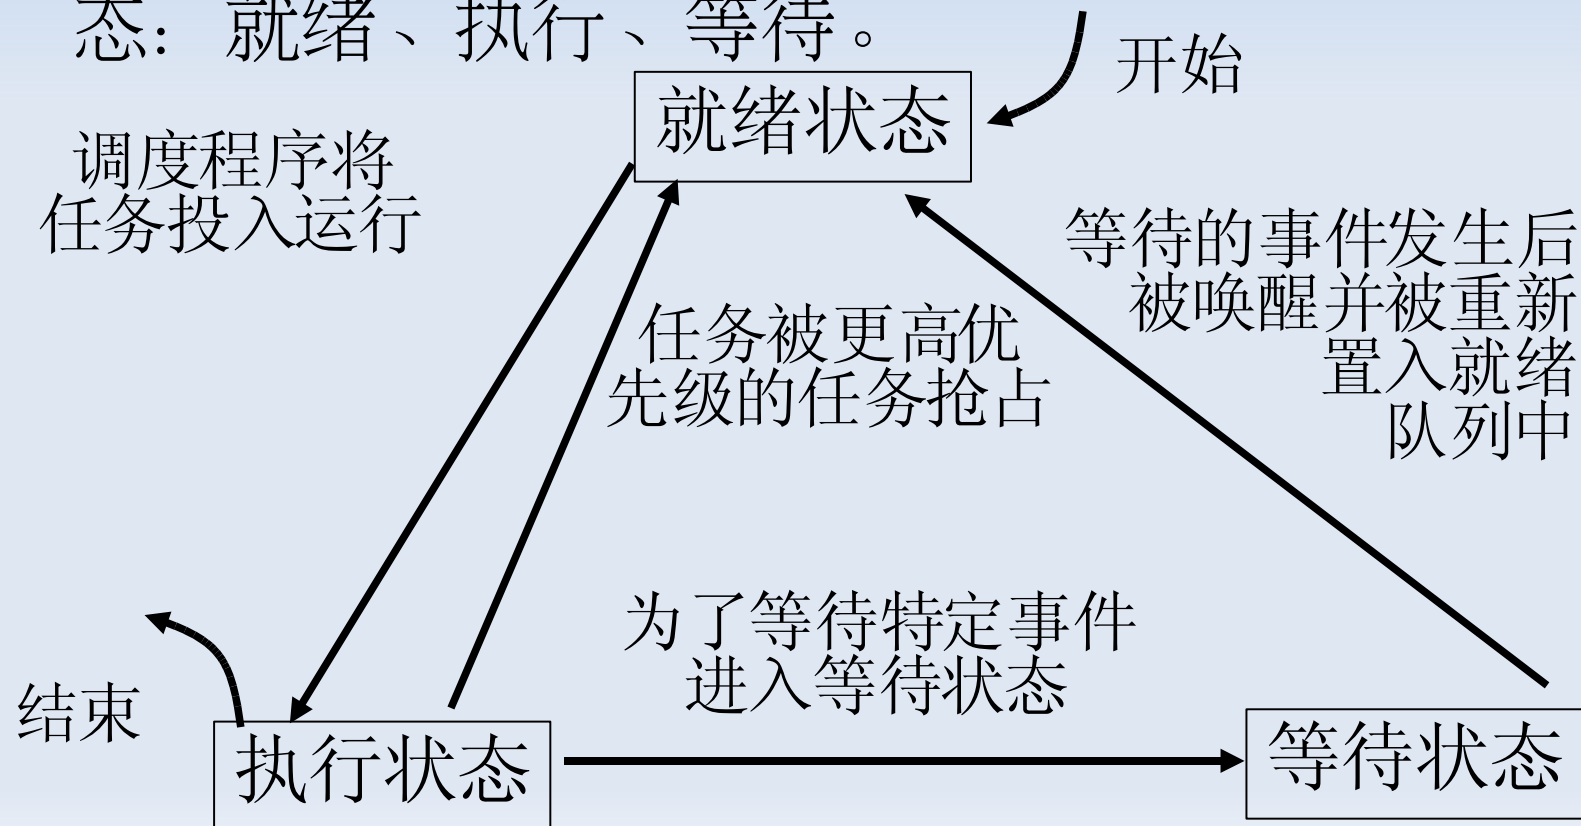 态：就绪、执行、等待。
开始
就绪状态
调度程序将
任务投入运行
等待的事件发生后
被唤醒并被重新
置入就绪
队列中
任务被更高优
先级的任务抢占
为了等待特定事件
进入等待状态
结束
执行状态
等待状态